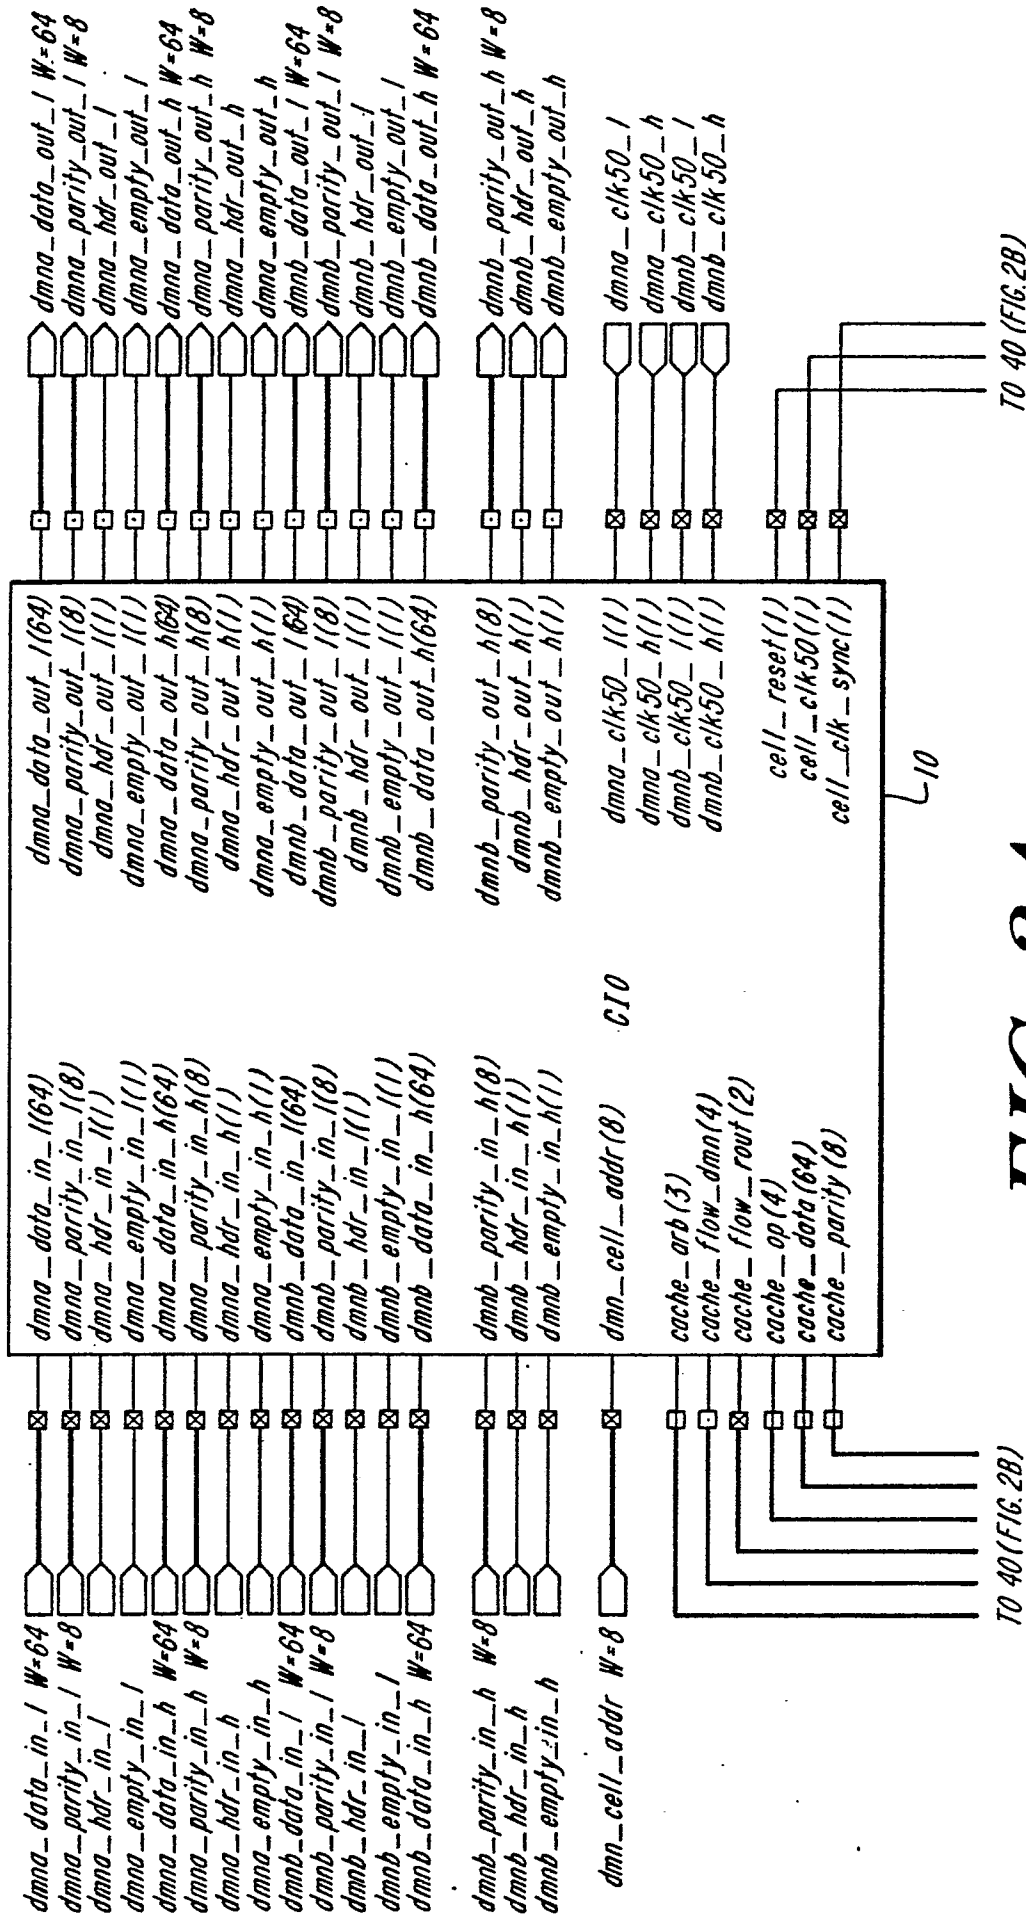 dmna_data_in_l W=64
dmna_parity_in_l W=8
dmna_hdr_in_l
dmna_empty_in_l
dmna_data_in_h W=64
dmna_parity_in_h W=8
dmna_hdr_in_h
dmna_empty_in_h
dmnb_data_in_l W=64
dmnb_parity_in_l W=8
dmnb_hdr_in_l
dmnb_empty_in_l
dmnb_data_in_h W=64
dmnb_parity_in_h W=8
dmnb_hdr_in_h
dmnb_empty_in_h
dmn_cell_addr W=8
TO 40 (FIG. 2B)
dmna_data_in_l(64)
dmna_parity_in_l(8)
dmna_hdr_in_l(1)
dmna_empty_in_l(1)
dmna_data_in_h(64)
dmna_parity_in_h(8)
dmna_hdr_in_h(1)
dmna_empty_in_h(1)
dmnb_data_in_l(64)
dmnb_parity_in_l(8)
dmnb_hdr_in_l(1)
dmnb_empty_in_l(1)
dmnb_data_in_h(64)
dmnb_parity_in_h(8)
dmnb_hdr_in_h(1)
dmnb_empty_in_h(1)
dmn_cell_addr(8)
cache_arb(3)
cache_flow_dmn(4)
cache_flow_rout(2)
cache_op(4)
cache_data(64)
cache_parity(8)
CIO
dmna_data_out_l(64)
dmna_parity_out_l(8)
dmna_hdr_out_l(1)
dmna_empty_out_l(1)
dmna_data_out_h(64)
dmna_parity_out_h(8)
dmna_hdr_out_h(1)
dmna_empty_out_h(1)
dmnb_data_out_l(64)
dmnb_parity_out_l(8)
dmnb_hdr_out_l(1)
dmnb_empty_out_l(1)
dmnb_data_out_h(64)
dmnb_parity_out_h(8)
dmnb_hdr_out_h(1)
dmnb_empty_out_h(1)
dmna_clk50_l(1)
dmna_clk50_h(1)
dmnb_clk50_l(1)
dmnb_clk50_h(1)
cell_reset(1)
cell_clk50(1)
cell_clk_sync(1)
10
dmna_data_out_l W=64
dmna_parity_out_l W=8
dmna_hdr_out_l
dmna_empty_out_l
dmna_data_out_h W=64
dmna_parity_out_h W=8
dmna_hdr_out_h
dmna_empty_out_h
dmnb_data_out_l W=64
dmnb_parity_out_l W=8
dmnb_hdr_out_l
dmnb_empty_out_l
dmnb_data_out_h W=64
dmnb_parity_out_h W=8
dmnb_hdr_out_h
dmnb_empty_out_h
dmna_clk50_l
dmna_clk50_h
dmnb_clk50_l
dmnb_clk50_h
TO 40 (FIG.2B)